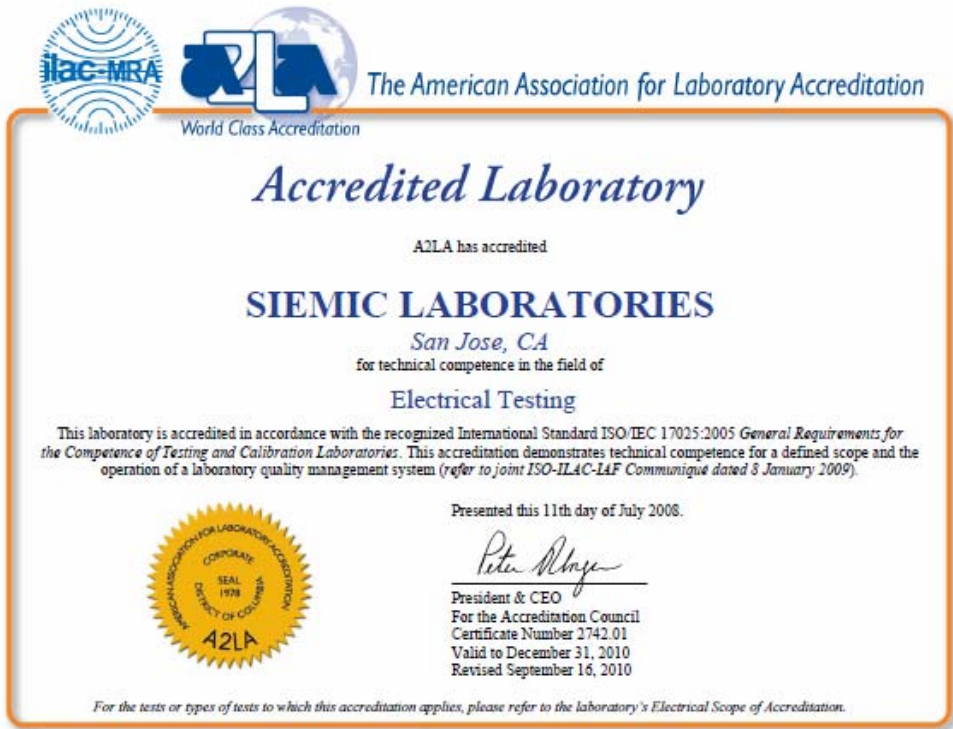 ilac-MRA
A2LA
World Class Accreditation
The American Association for Laboratory Accreditation
Accredited Laboratory
A2LA has accredited
SIEMIC LABORATORIES
San Jose, CA
for technical competence in the field of
Electrical Testing
This laboratory is accredited in accordance with the recognized International Standard ISO/IEC 17025:2005 General Requirements for
the Competence of Testing and Calibration Laboratories. This accreditation demonstrates technical competence for a defined scope and the
operation of a laboratory quality management system (refer to joint ISO-ILAC-IAF Communiqué dated 8 January 2009).
AMERICAN ASSOCIATION FOR LABORATORY ACCREDITATION
CORPORATE
SEAL
1978
DISTRICT OF COLUMBIA
A2LA
Presented this 11th day of July 2008.
President & CEO
For the Accreditation Council
Certificate Number 2742.01
Valid to December 31, 2010
Revised September 16, 2010
For the tests or types of tests to which this accreditation applies, please refer to the laboratory's Electrical Scope of Accreditation.